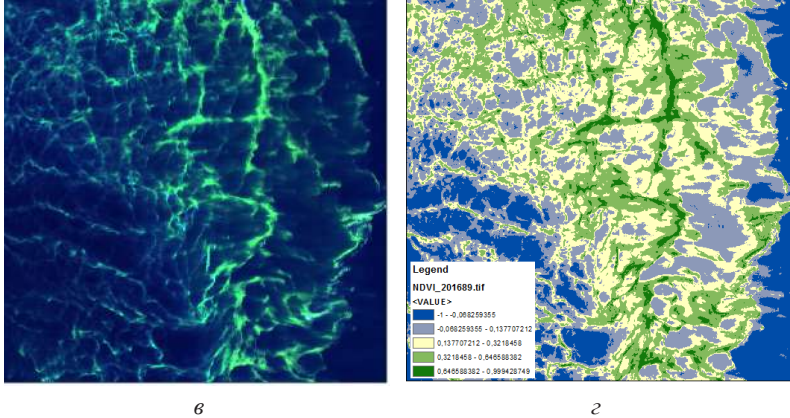 Legend
NDVI_201689.tif
<VALUE>
-1 - -0,068259355
-0,068259355 - 0,137707212
0,137707212 - 0,3218458
0,3218458 - 0,646588382
0,646588382 - 0,999428749
в
г